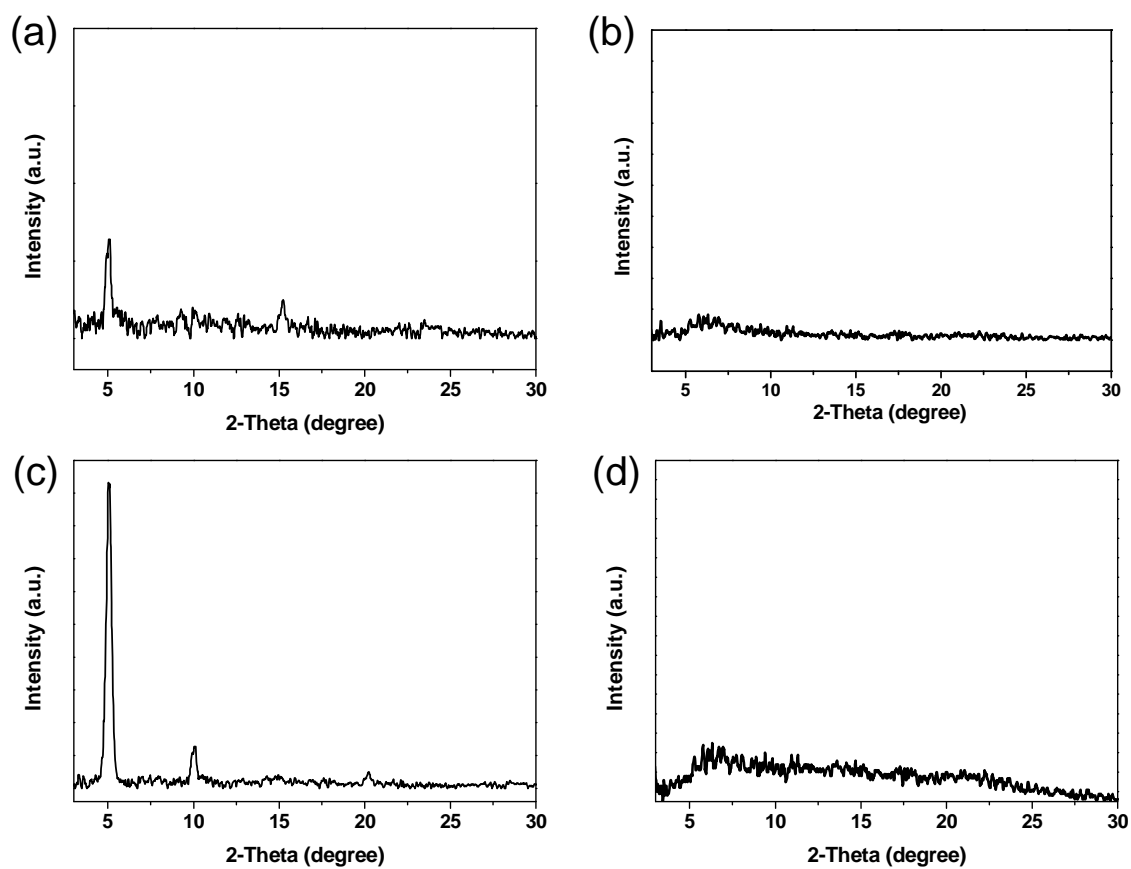 (a)
Intensity (a.u.)
5 10 15 20 25 30
2-Theta (degree)
(b)
Intensity (a.u.)
5 10 15 20 25 30
2-Theta (degree)
(c)
Intensity (a.u.)
5 10 15 20 25 30
2-Theta (degree)
(d)
Intensity (a.u.)
5 10 15 20 25 30
2-Theta (degree)